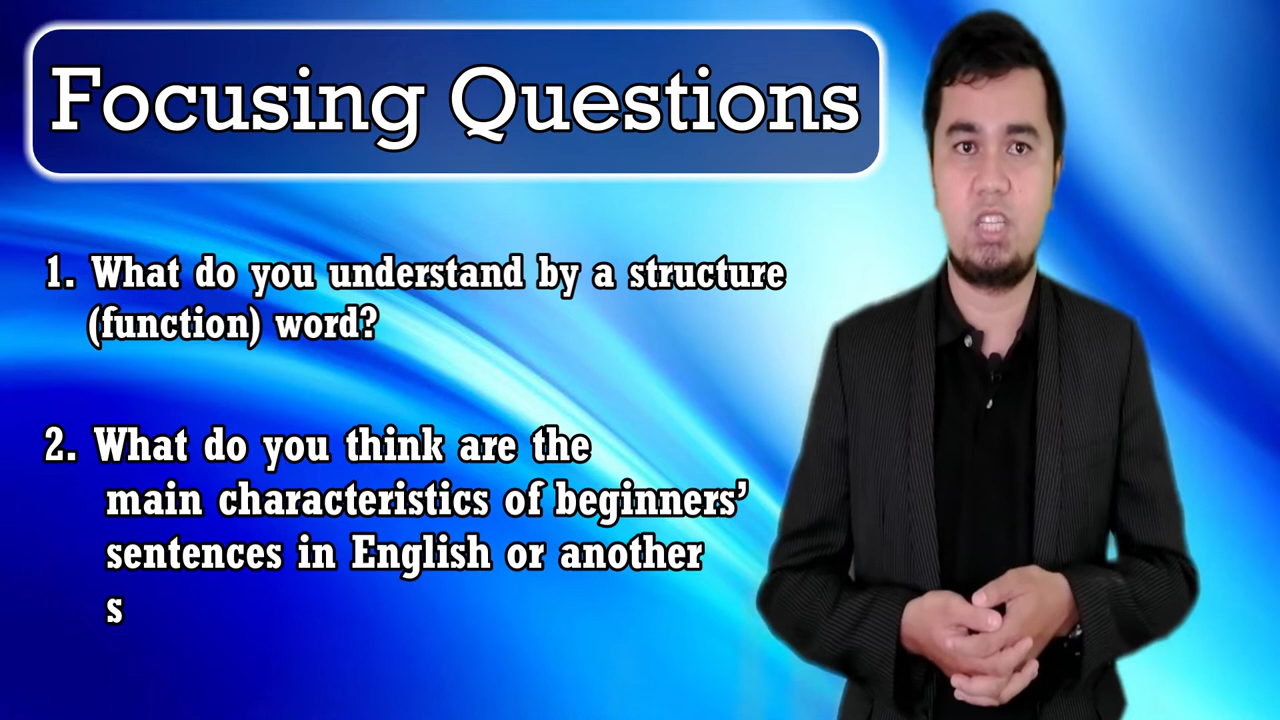 Focusing Questions
1. What do you understand by a structure
(function) word?
2. What do you think are the
main characteristics of beginners’
sentences in English or another
s